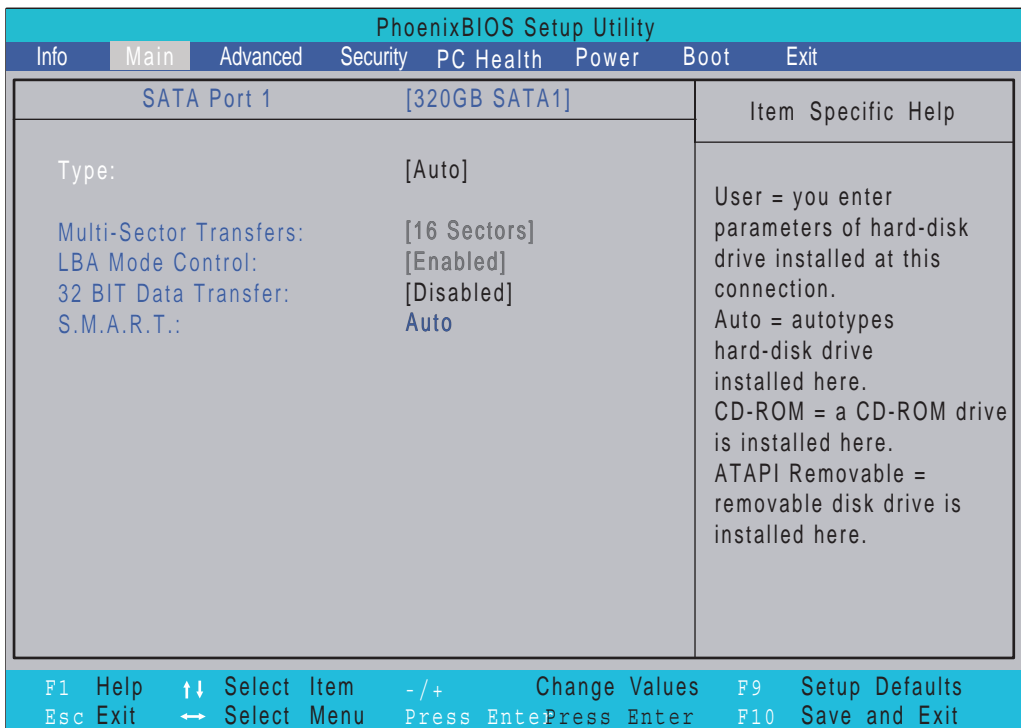 PhoenixBIOS Setup Utility
Info Main Advanced Security PC Health Power Boot Exit
SATA Port 1 [320GB SATA1]
Item Specific Help
Type: [Auto]
Multi-Sector Transfers: [16 Sectors]
LBA Mode Control: [Enabled]
32 BIT Data Transfer: [Disabled]
S.M.A.R.T.: Auto
User = you enter
parameters of hard-disk
drive installed at this
connection.
Auto = autotypes
hard-disk drive
installed here.
CD-ROM = a CD-ROM drive
is installed here.
ATAPI Removable =
removable disk drive is
installed here.
F1 Help ↑↓ Select Item -/+ Change Values F9 Setup Defaults
Esc Exit ↔ Select Menu Press Enter Press Enter F10 Save and Exit